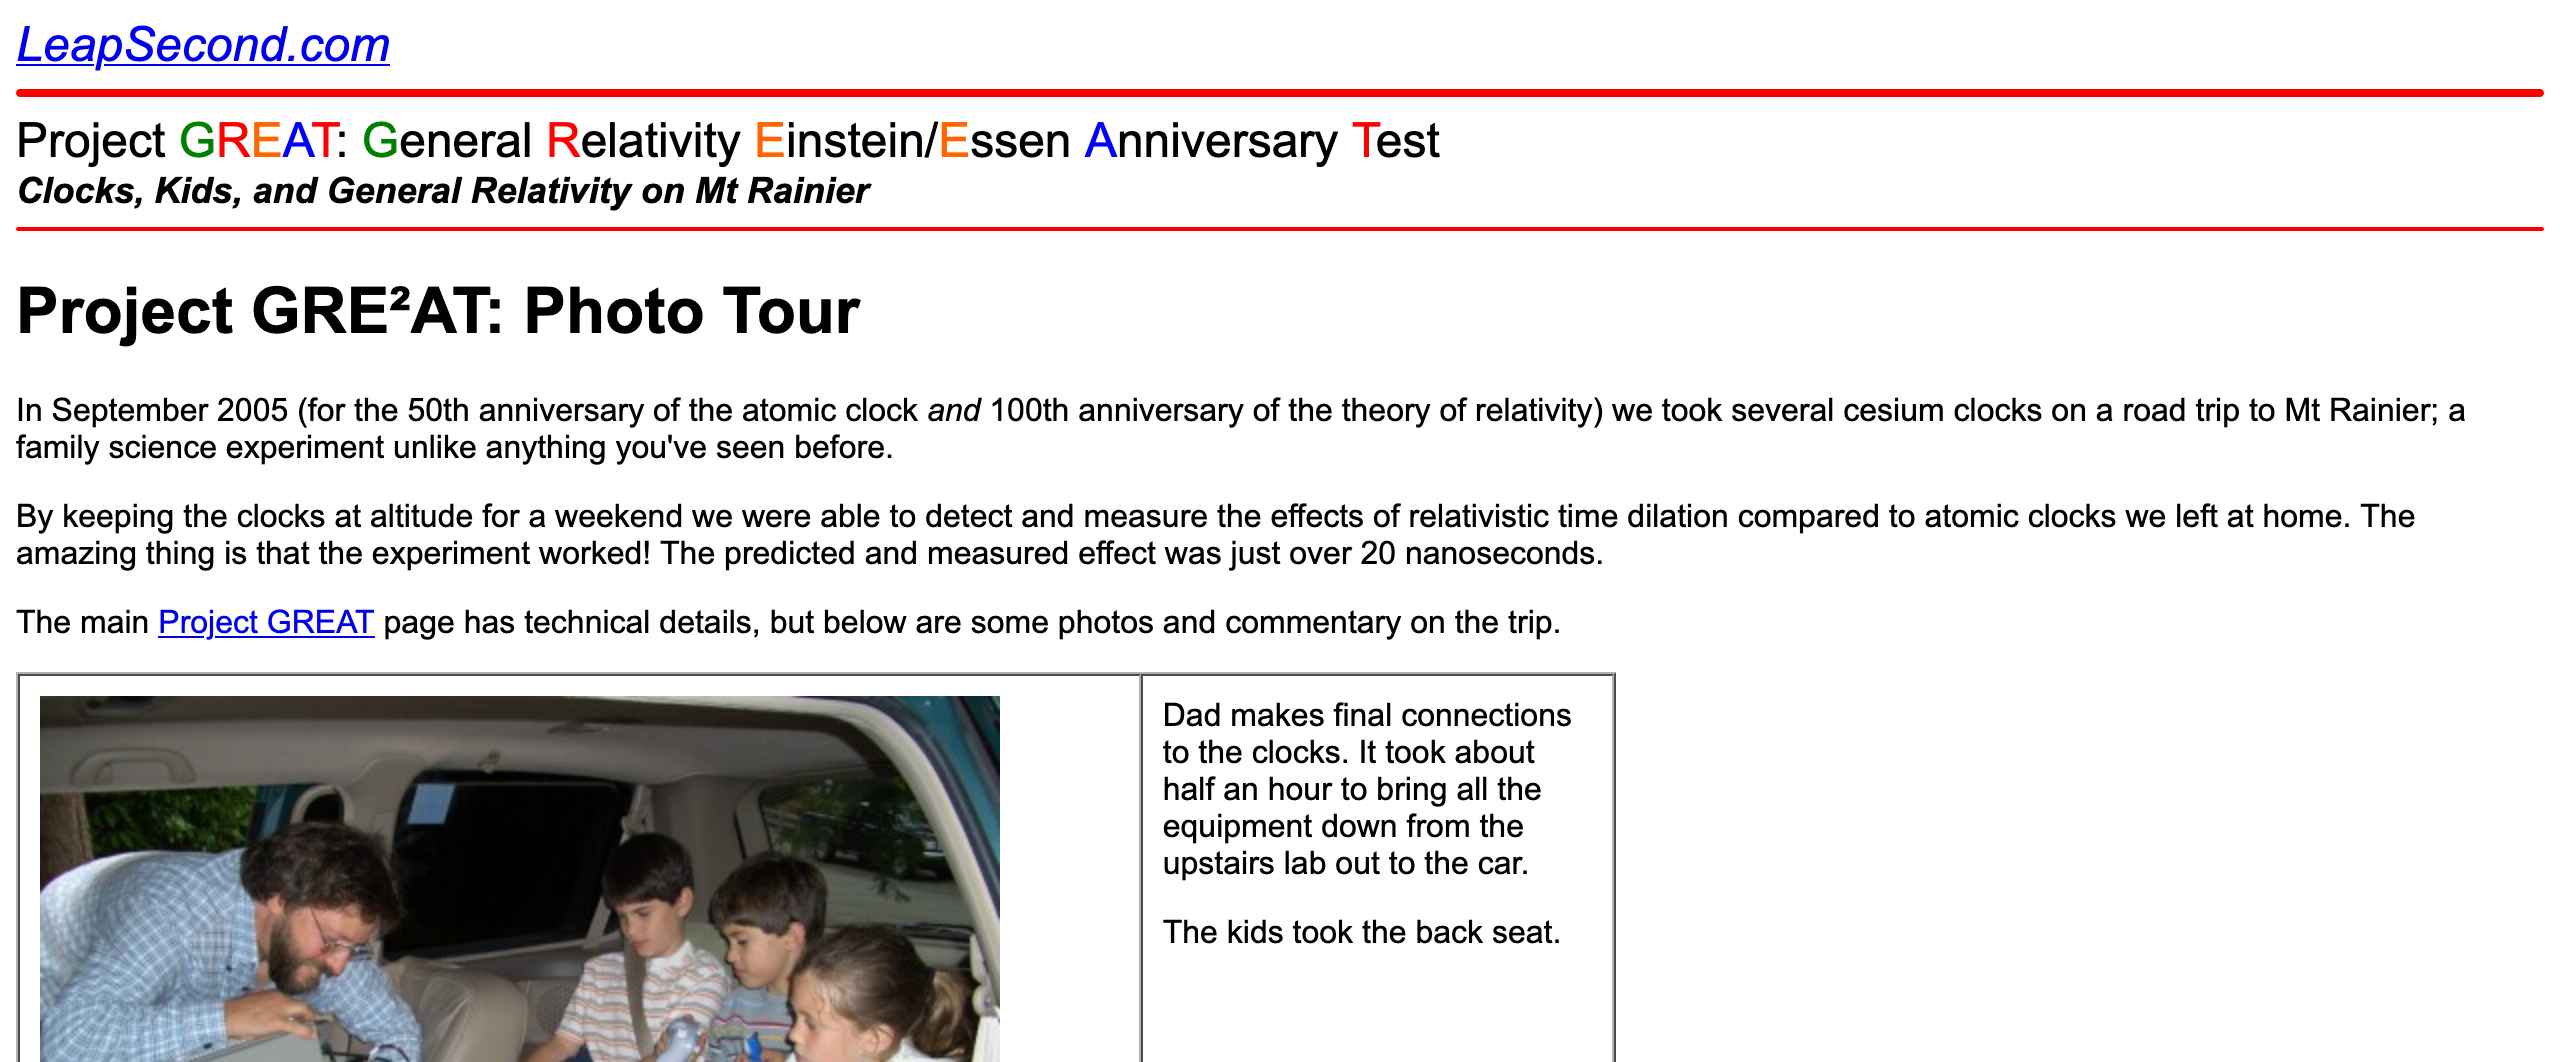 LeapSecond.com
Project GREAT: General Relativity Einstein/Essen Anniversary Test
Clocks, Kids, and General Relativity on Mt Rainier
Project GRE²AT: Photo Tour
In September 2005 (for the 50th anniversary of the atomic clock and 100th anniversary of the theory of relativity) we took several cesium clocks on a road trip to Mt Rainier; a
family science experiment unlike anything you've seen before.
By keeping the clocks at altitude for a weekend we were able to detect and measure the effects of relativistic time dilation compared to atomic clocks we left at home. The
amazing thing is that the experiment worked! The predicted and measured effect was just over 20 nanoseconds.
The main Project GREAT page has technical details, but below are some photos and commentary on the trip.
Dad makes final connections
to the clocks. It took about
half an hour to bring all the
equipment down from the
upstairs lab out to the car.
The kids took the back seat.